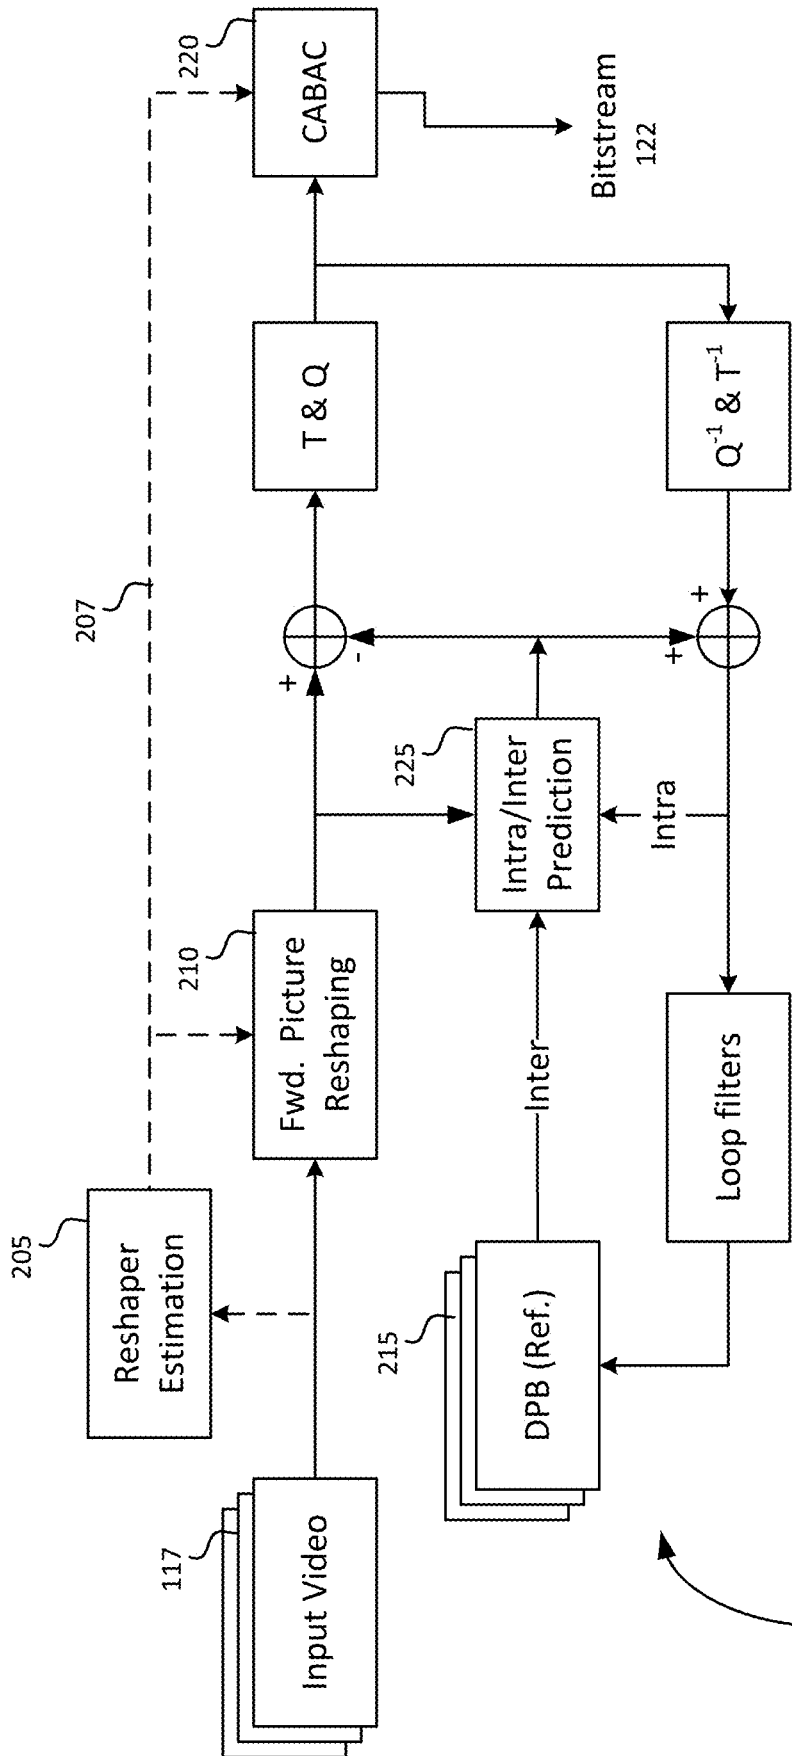 205
207
220
Reshaper
Estimation
117
210
Input Video
Fwd. Picture
Reshaping
+
-
T & Q
CABAC
Bitstream
122
215
225
DPB (Ref.)
Inter
Intra/Inter
Prediction
Intra
+
+
Loop filters
Q⁻¹ & T⁻¹